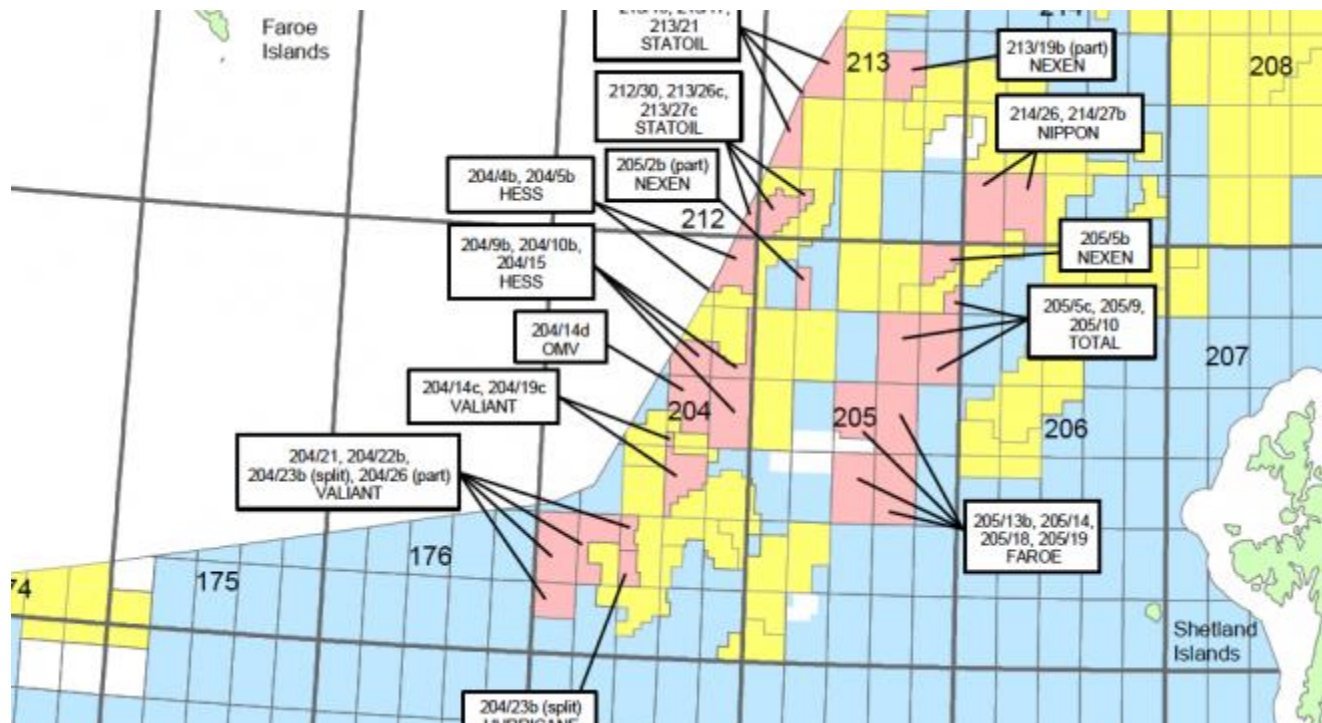 Faroe
Islands
213/21
STATOIL
213
213/19b (part)
NEXEN
208
212/30, 213/26c,
213/27c
STATOIL
214/26, 214/27b
NIPPON
204/4b, 204/5b
HESS
205/2b (part)
NEXEN
212
204/9b, 204/10b,
204/15
HESS
205/5b
NEXEN
204/14d
OMV
205/5c, 205/9,
205/10
TOTAL
207
204/14c, 204/19c
VALIANT
204
205
206
204/21, 204/22b,
204/23b (split), 204/26 (part)
VALIANT
205/13b, 205/14,
205/18, 205/19
FAROE
176
175
74
Shetland
Islands
204/23b (split)
HURRICANE